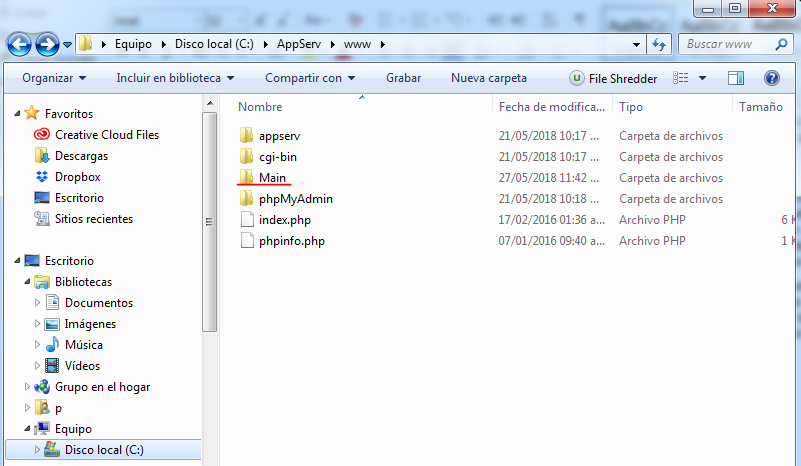 Equipo Disco local (C:) AppServ www Buscar www
Organizar Incluir en biblioteca Compartir con Grabar Nueva carpeta File Shredder
Favoritos
Creative Cloud Files
Descargas
Dropbox
Escritorio
Sitios recientes
Escritorio
Bibliotecas
Documentos
Imágenes
Música
Vídeos
Grupo en el hogar
p
Equipo
Disco local (C:)
Nombre Fecha de modifica... Tipo Tamaño
appserv 21/05/2018 10:17 ... Carpeta de archivos
cgi-bin 21/05/2018 10:17 ... Carpeta de archivos
Main 27/05/2018 11:42 ... Carpeta de archivos
phpMyAdmin 21/05/2018 10:18 ... Carpeta de archivos
index.php 17/02/2016 01:36 a... Archivo PHP 6 K
phpinfo.php 07/01/2016 09:40 a... Archivo PHP 1 K